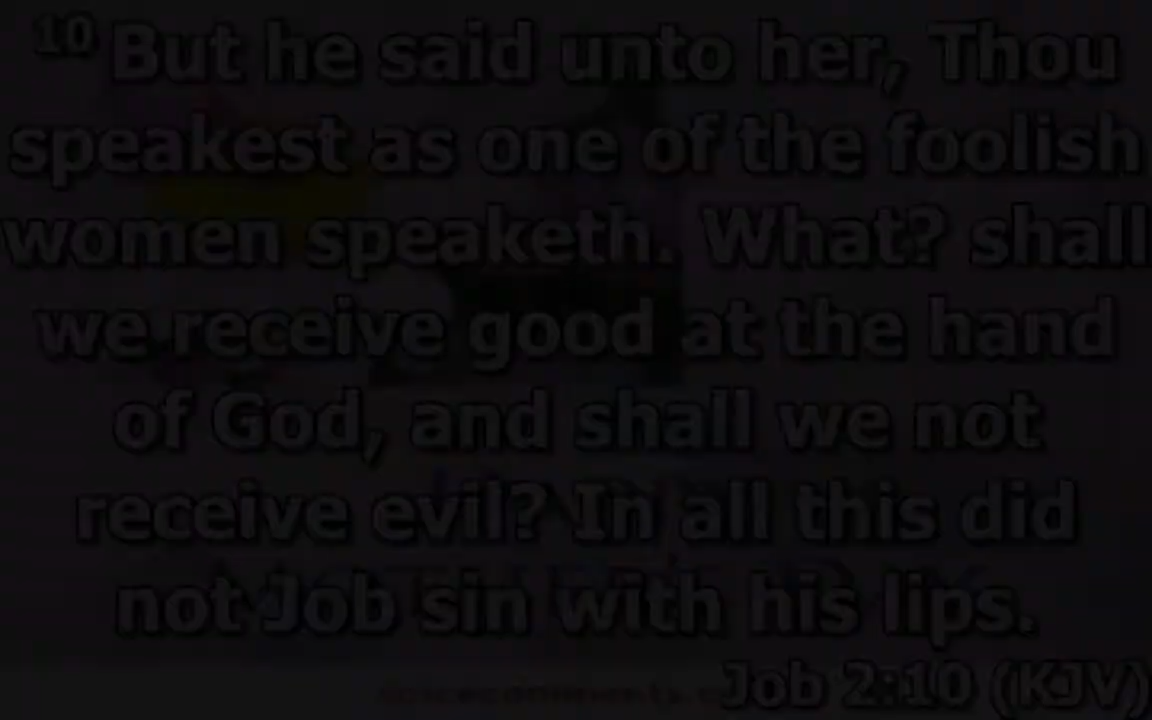 10 But he said unto her, Thou
speakest as one of the foolish
women speaketh. What? shall
we receive good at the hand
of God, and shall we not
receive evil? In all this did
not Job sin with his lips.
Job 2:10 (KJV)